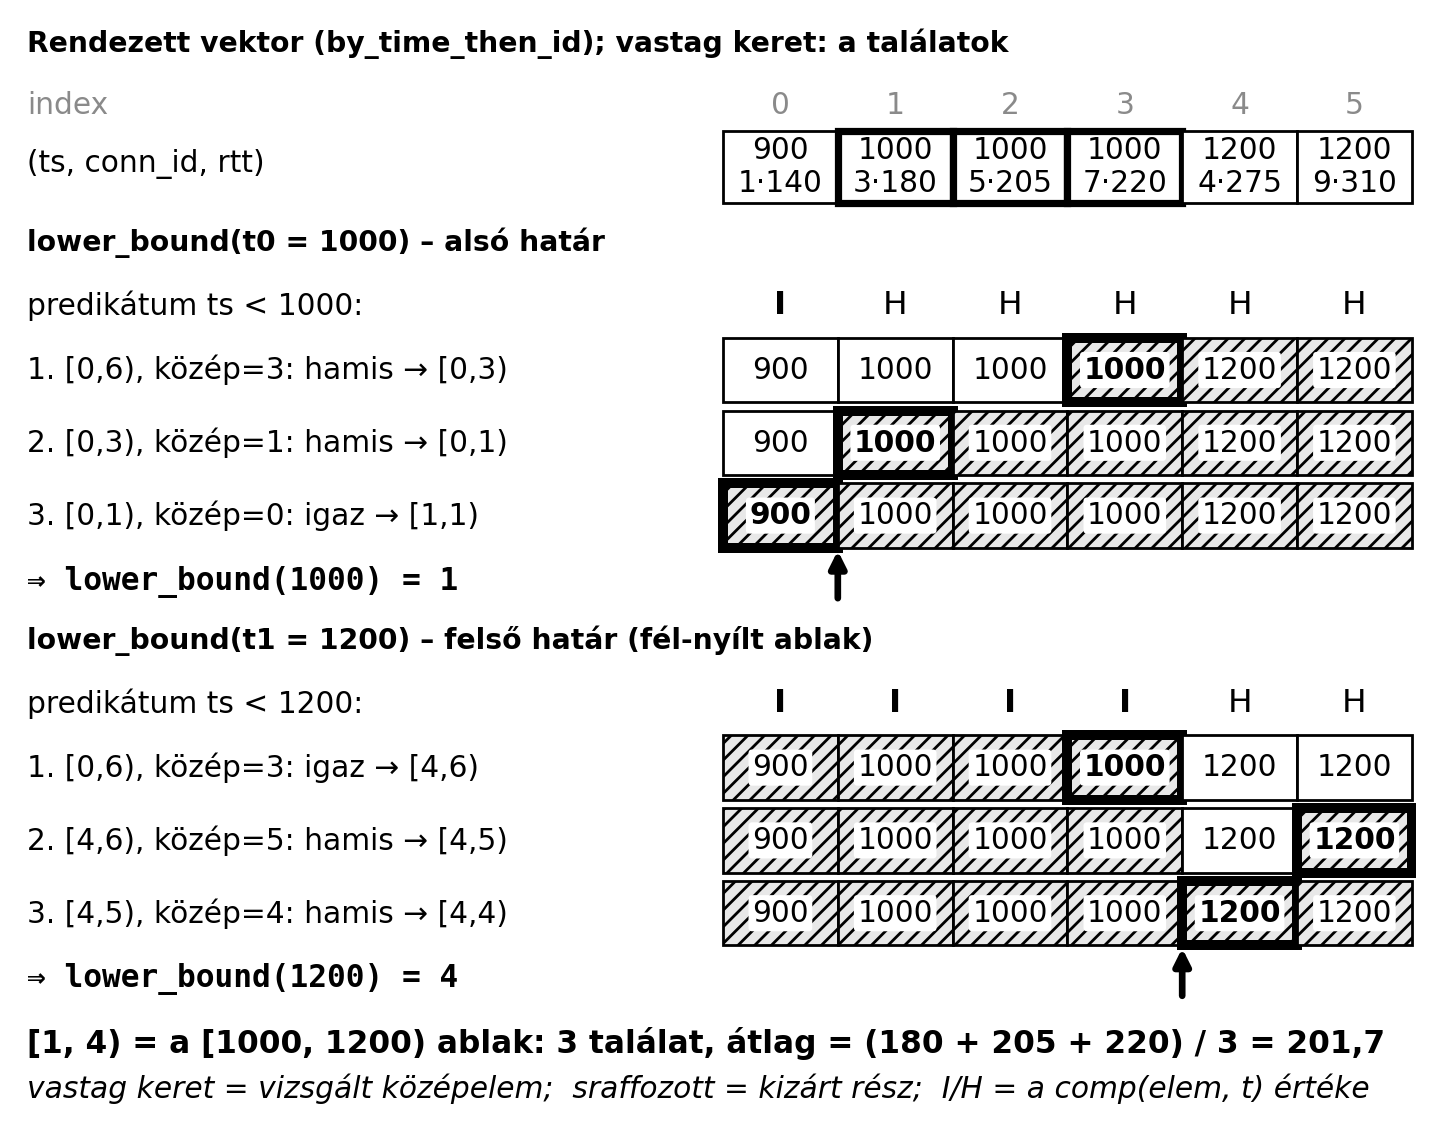 Rendezett vektor (by_time_then_id); vastag keret: a találatok
index 0 1 2 3 4 5
(ts, conn_id, rtt)
900 1000 1000 1000 1200 1200
1·140 3·180 5·205 7·220 4·275 9·310
lower_bound(t0 = 1000) – alsó határ
predikátum ts < 1000: I H H H H H
1. [0,6), közép=3: hamis → [0,3) 900 1000 1000 1000 1200 1200
2. [0,3), közép=1: hamis → [0,1) 900 1000 1000 1000 1200 1200
3. [0,1), közép=0: igaz → [1,1) 900 1000 1000 1000 1200 1200
⇒ lower_bound(1000) = 1
lower_bound(t1 = 1200) – felső határ (fél-nyílt ablak)
predikátum ts < 1200: I I I I H H
1. [0,6), közép=3: igaz → [4,6) 900 1000 1000 1000 1200 1200
2. [4,6), közép=5: hamis → [4,5) 900 1000 1000 1000 1200 1200
3. [4,5), közép=4: hamis → [4,4) 900 1000 1000 1000 1200 1200
⇒ lower_bound(1200) = 4
[1, 4) = a [1000, 1200) ablak: 3 találat, átlag = (180 + 205 + 220) / 3 = 201,7
vastag keret = vizsgált középelem; sraffozott = kizárt rész; I/H = a comp(elem, t) értéke